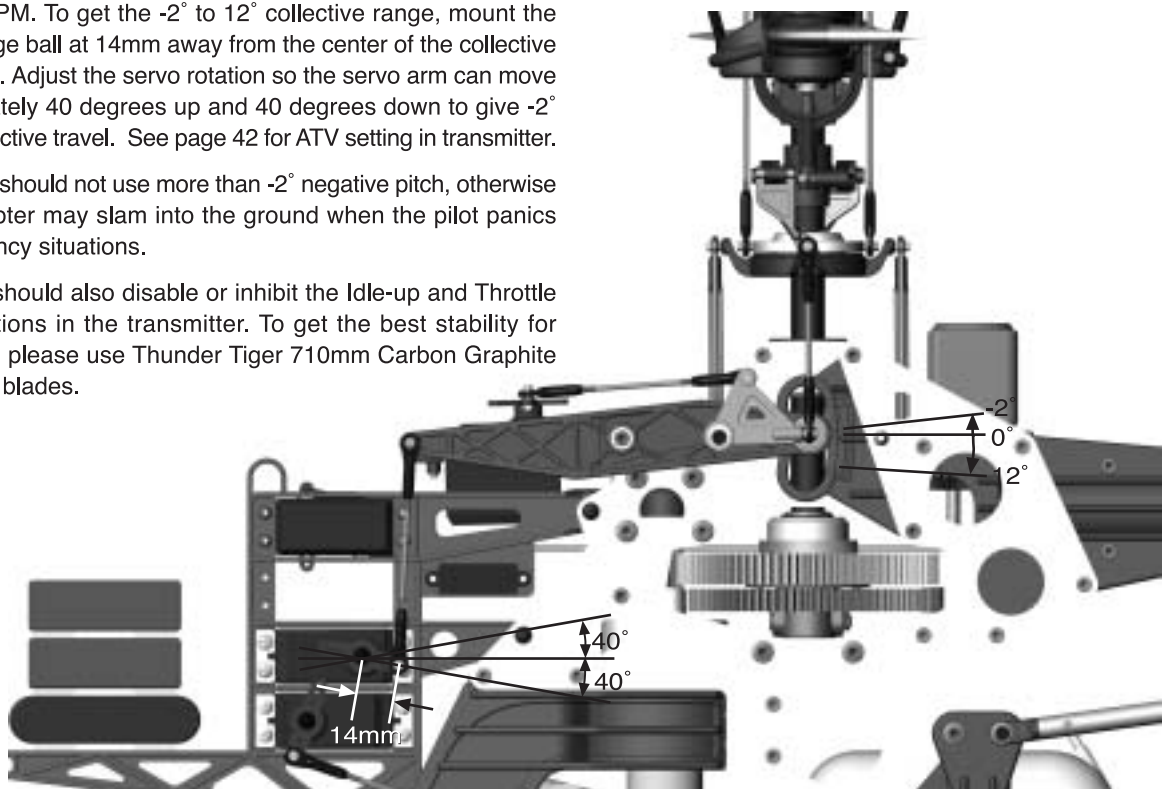 PM. To get the -2˚ to 12˚ collective range, mount the
ge ball at 14mm away from the center of the collective
. Adjust the servo rotation so the servo arm can move
tely 40 degrees up and 40 degrees down to give -2˚
ctive travel. See page 42 for ATV setting in transmitter.
should not use more than -2˚ negative pitch, otherwise
pter may slam into the ground when the pilot panics
ncy situations.
should also disable or inhibit the Idle-up and Throttle
tions in the transmitter. To get the best stability for
please use Thunder Tiger 710mm Carbon Graphite
blades.
-2˚
0˚
12˚
40˚
40˚
14mm